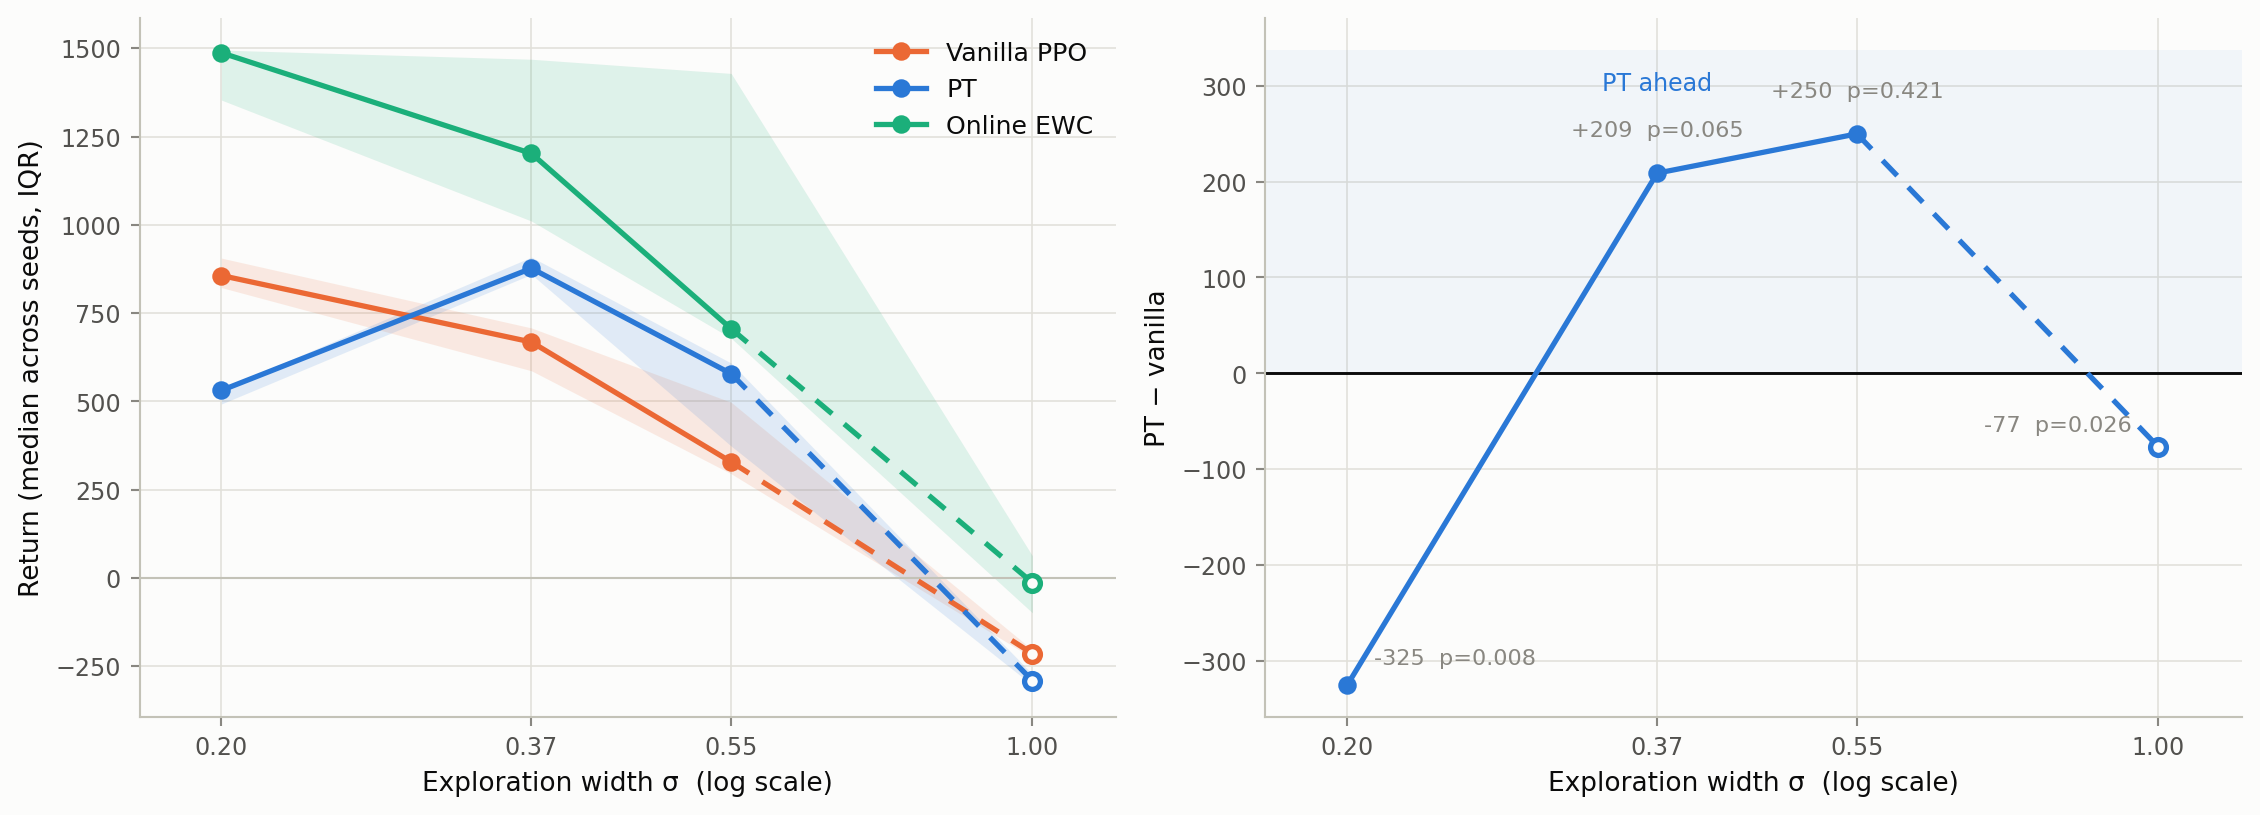 Return (median across seeds, IQR)
1500
1250
1000
750
500
250
0
−250
Vanilla PPO
PT
Online EWC
0.20
0.37
0.55
1.00
Exploration width σ  (log scale)
PT − vanilla
300
200
100
0
−100
−200
−300
PT ahead
+250  p=0.421
+209  p=0.065
-77  p=0.026
-325  p=0.008
0.20
0.37
0.55
1.00
Exploration width σ  (log scale)